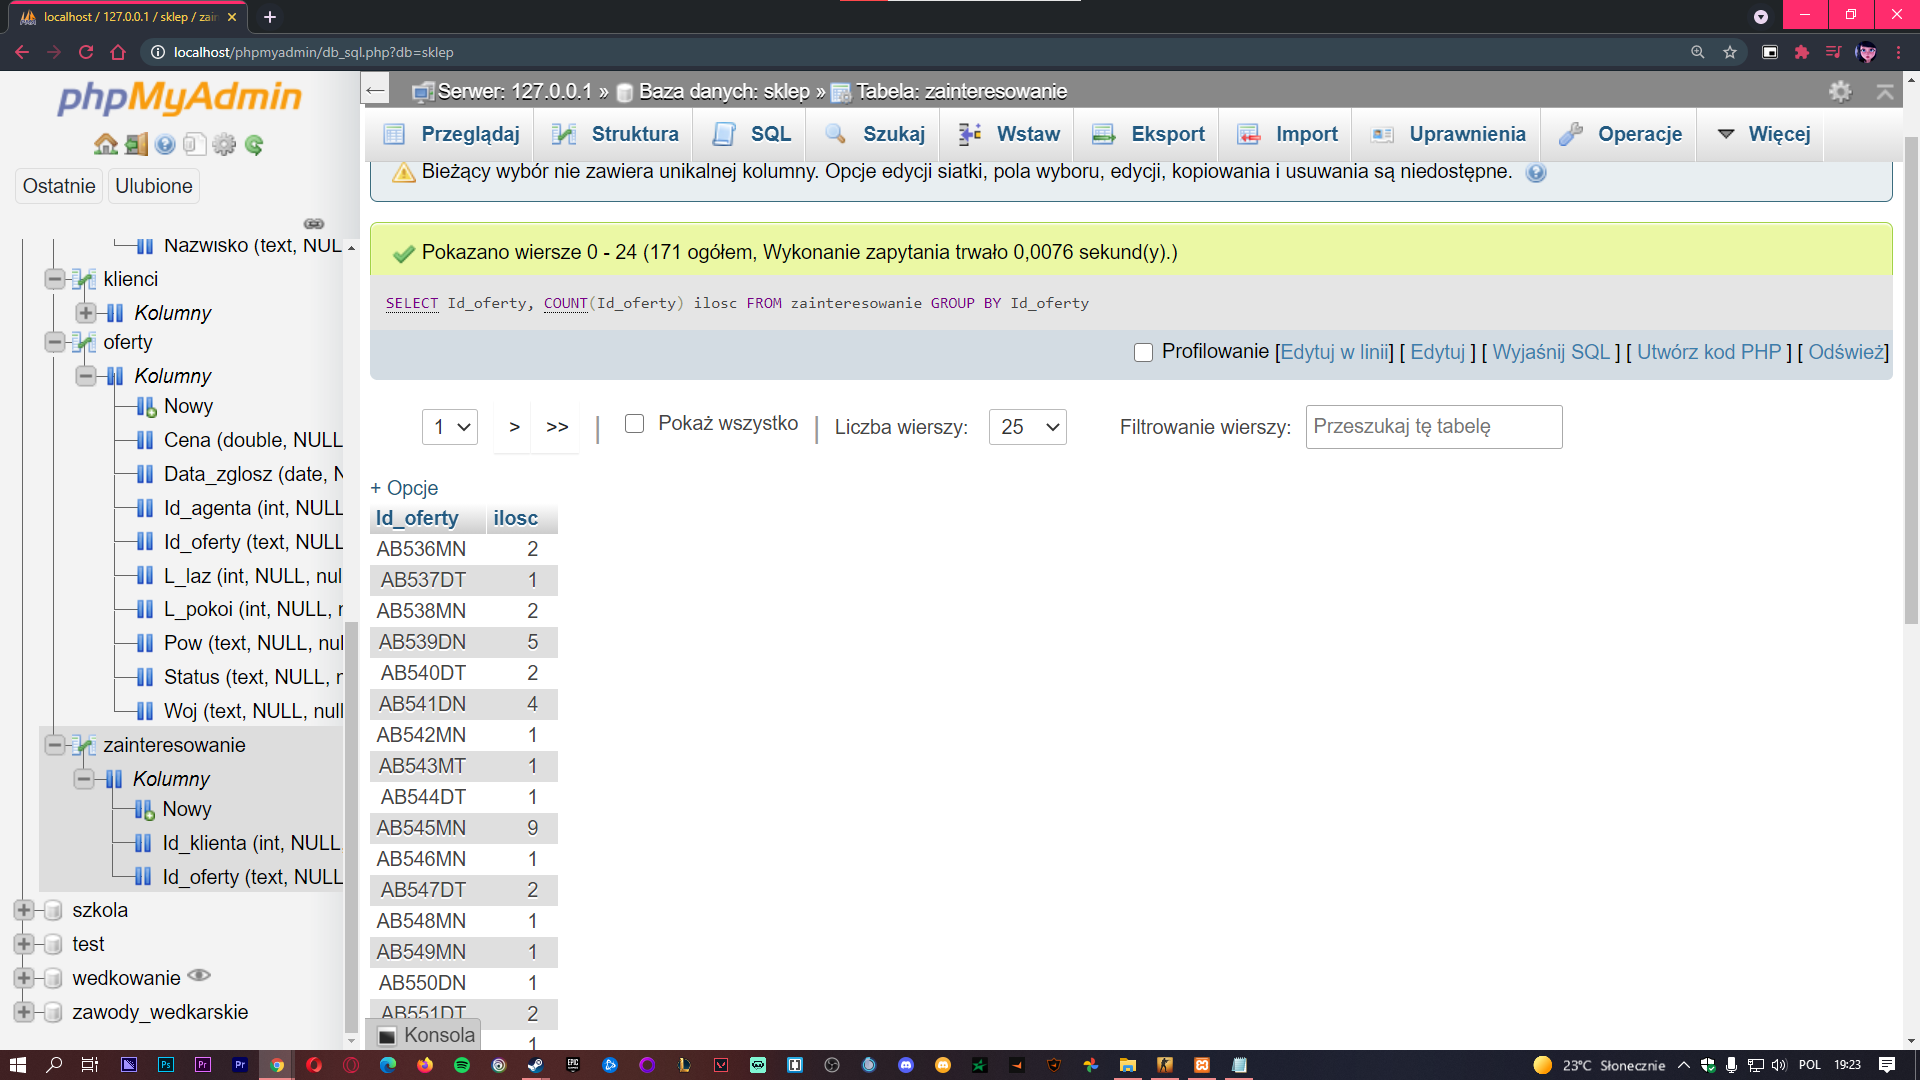 localhost / 127.0.0.1 / sklep / zain
localhost/phpmyadmin/db_sql.php?db=sklep
phpMyAdmin
Ostatnie
Ulubione
Nazwisko (text, NUL
klienci
Kolumny
oferty
Kolumny
Nowy
Cena (double, NULL
Data_zglosz (date, N
Id_agenta (int, NULL
Id_oferty (text, NULL
L_laz (int, NULL, nul
L_pokoi (int, NULL, r
Pow (text, NULL, nul
Status (text, NULL, r
Woj (text, NULL, null
zainteresowanie
Kolumny
Nowy
Id_klienta (int, NULL
Id_oferty (text, NULL
szkola
test
wedkowanie
zawody_wedkarskie
Serwer: 127.0.0.1 » Baza danych: sklep » Tabela: zainteresowanie
Przeglądaj
Struktura
SQL
Szukaj
Wstaw
Eksport
Import
Uprawnienia
Operacje
Więcej
Bieżący wybór nie zawiera unikalnej kolumny. Opcje edycji siatki, pola wyboru, edycji, kopiowania i usuwania są niedostępne.
Pokazano wiersze 0 - 24 (171 ogółem, Wykonanie zapytania trwało 0,0076 sekund(y).)
SELECT Id_oferty, COUNT(Id_oferty) ilosc FROM zainteresowanie GROUP BY Id_oferty
Profilowanie [Edytuj w linii] [ Edytuj ] [ Wyjaśnij SQL ] [ Utwórz kod PHP ] [ Odśwież]
1 > >> | Pokaż wszystko | Liczba wierszy: 25 Filtrowanie wierszy: Przeszukaj tę tabelę
+ Opcje
Id_oferty ilosc
AB536MN 2
AB537DT 1
AB538MN 2
AB539DN 5
AB540DT 2
AB541DN 4
AB542MN 1
AB543MT 1
AB544DT 1
AB545MN 9
AB546MN 1
AB547DT 2
AB548MN 1
AB549MN 1
AB550DN 1
AB551DT 2
1
Konsola
23°C Słonecznie
POL
19:23